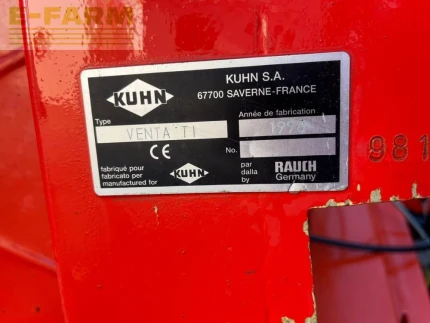 E-FARM
KUHN
KUHN S.A.
67700 SAVERNE-FRANCE
Type
Année de fabrication
VENTA TI
No.
CE
fabriqué pour
fabricato per
manufactured for
KUHN
par
dalla
by
RAUCH
Germany
981